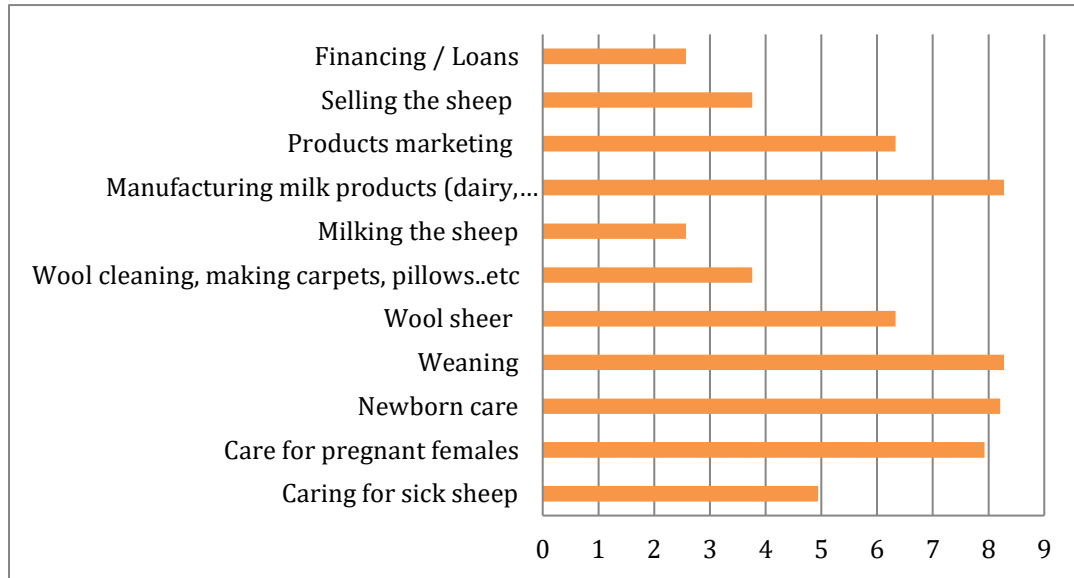 Financing / Loans
Selling the sheep
Products marketing
Manufacturing milk products (dairy,...
Milking the sheep
Wool cleaning, making carpets, pillows..etc
Wool sheer
Weaning
Newborn care
Care for pregnant females
Caring for sick sheep
0 1 2 3 4 5 6 7 8 9